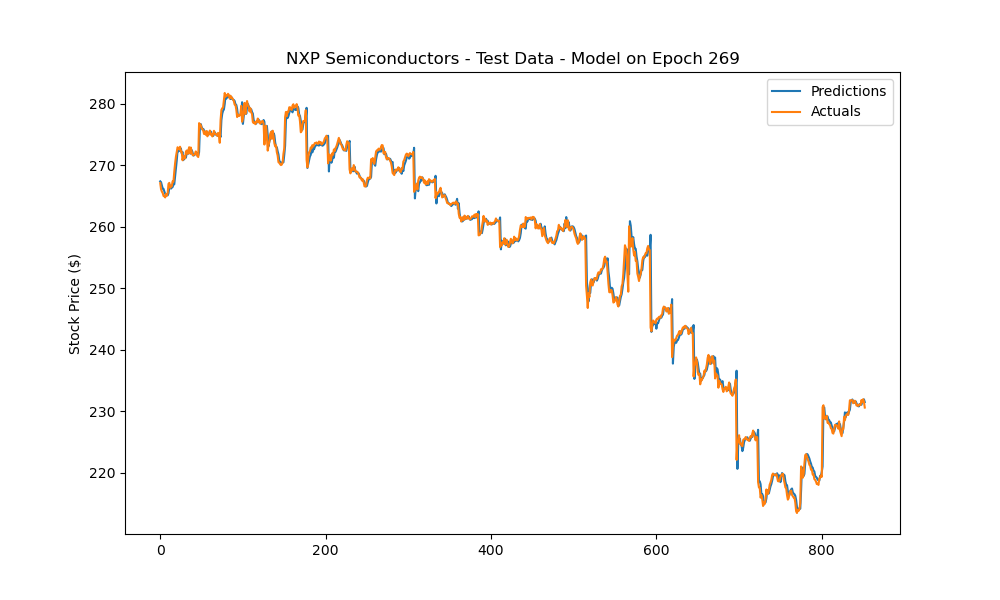 NXP Semiconductors - Test Data - Model on Epoch 269
Predictions
Actuals
Stock Price ($)
280
270
260
250
240
230
220
0 200 400 600 800